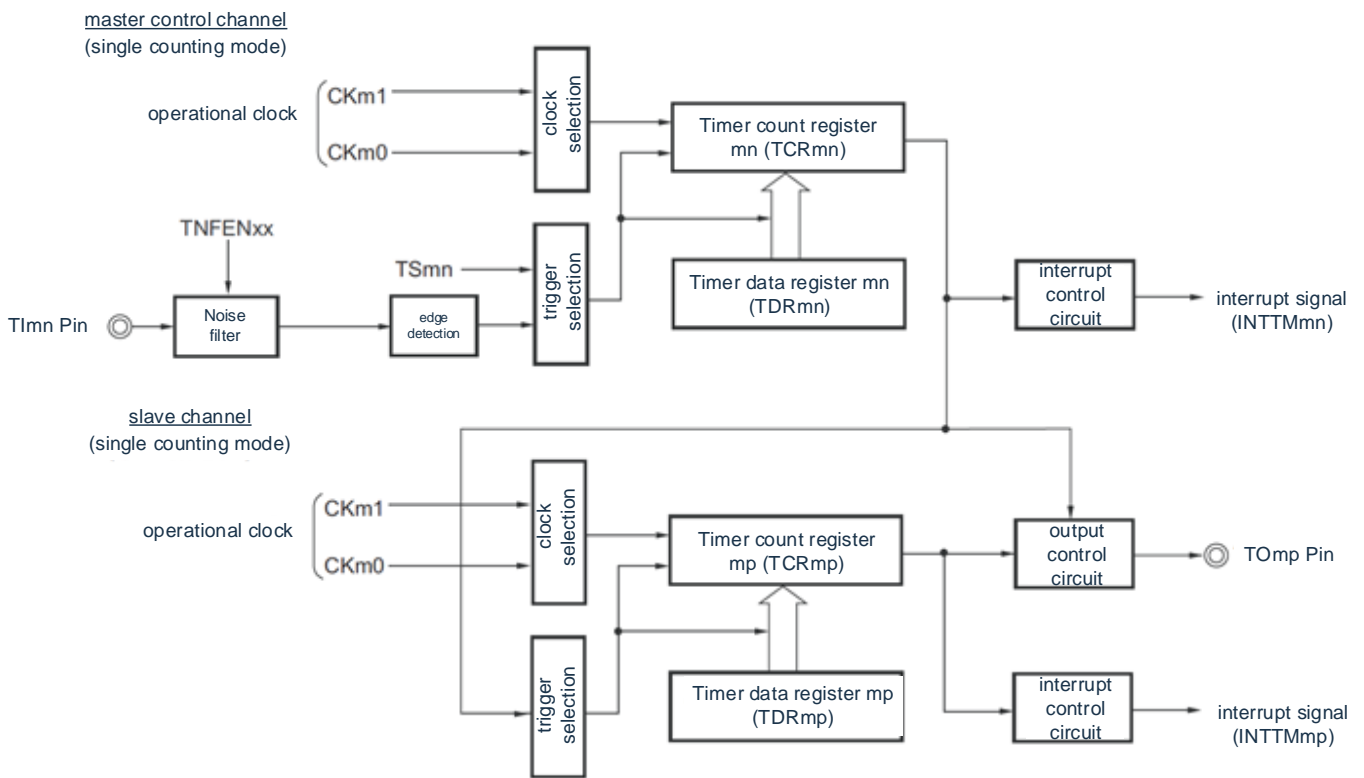 master control channel
(single counting mode)
operational clock
CKm1
CKm0
clock
selection
Timer count register
mn (TCRmn)
TNFENxx
TSmn
trigger
selection
Timer data register mn
(TDRmn)
interrupt
control
circuit
interrupt signal
(INTTMmn)
TImn Pin
Noise
filter
edge
detection
slave channel
(single counting mode)
operational clock
CKm1
CKm0
clock
selection
Timer count register
mp (TCRmp)
output
control
circuit
TOmp Pin
trigger
selection
Timer data register mp
(TDRmp)
interrupt
control
circuit
interrupt signal
(INTTMmp)